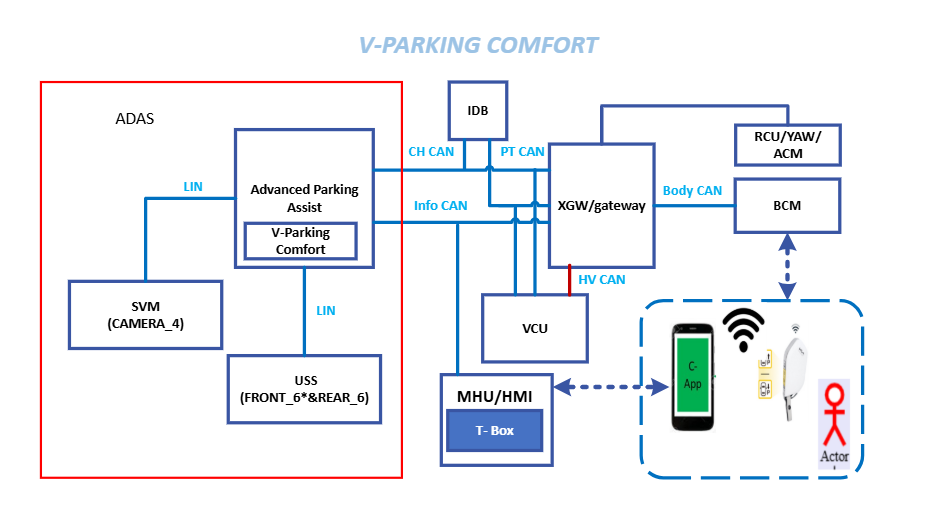 V-PARKING COMFORT
ADAS
IDB
CH CAN
PT CAN
RCU/YAW/
ACM
LIN
Advanced Parking
Assist
Info CAN
XGW/gateway
Body CAN
BCM
V-Parking
Comfort
HV CAN
SVM
(CAMERA_4)
LIN
VCU
USS
(FRONT_6*&REAR_6)
MHU/HMI
T- Box
C-
App
Actor